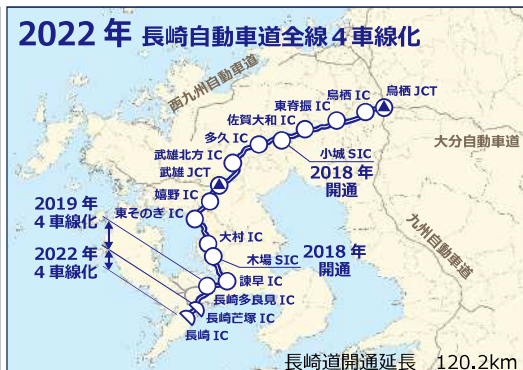 2022年 長崎自動車道全線4車線化
西九州自動車道
鳥栖 JCT
鳥栖 IC
東脊振 IC
佐賀大和 IC
多久 IC
小城 SIC
2018年
開通
大分自動車道
武雄北方 IC
武雄 JCT
嬉野 IC
東そのぎ IC
九州自動車道
2019年
4車線化
大村 IC
木場 SIC
2018年
開通
2022年
4車線化
諫早 IC
長崎多良見 IC
長崎芒塚 IC
長崎 IC
長崎道開通延長 120.2km